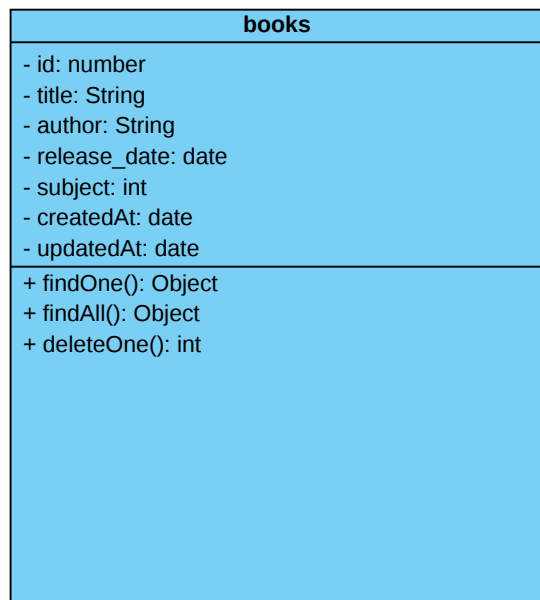 books
- id: number
- title: String
- author: String
- release_date: date
- subject: int
- createdAt: date
- updatedAt: date
+ findOne(): Object
+ findAll(): Object
+ deleteOne(): int